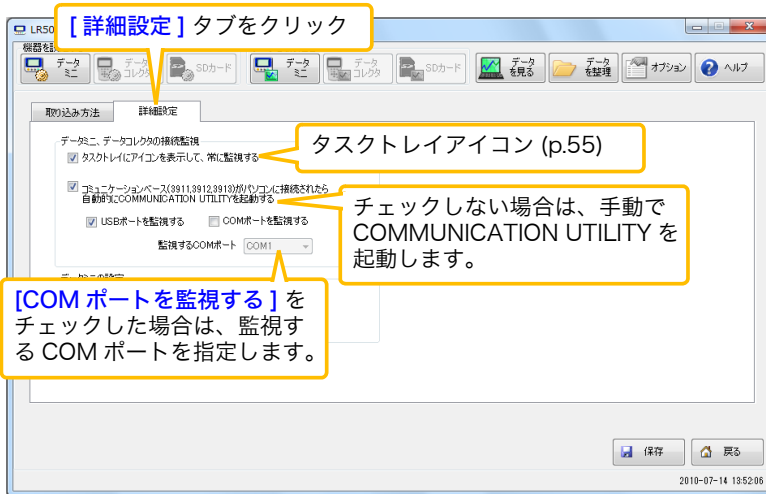 [ 詳細設定 ] タブをクリック
LR50
機器を
データ
ミニ
データ
コレクタ
SDカード
データ
ミニ
データ
コレクタ
SDカード
データ
を見る
データ
を整理
オプション
ヘルプ
取り込み方法
詳細設定
データミニ、データコレクタの接続監視
タスクトレイにアイコンを表示して、常に監視する
タスクトレイアイコン (p.55)
コミュニケーションベース(3911,3912,3913)がパソコンに接続されたら
自動的にCOMMUNICATION UTILITYを起動する
チェックしない場合は、手動で
COMMUNICATION UTILITY を
起動します。
USBポートを監視する
COMポートを監視する
監視するCOMポート
COM1
データミニの設定
[COM ポートを監視する ] を
チェックした場合は、監視す
る COM ポートを指定します。
保存
戻る
2010-07-14 13:52:06